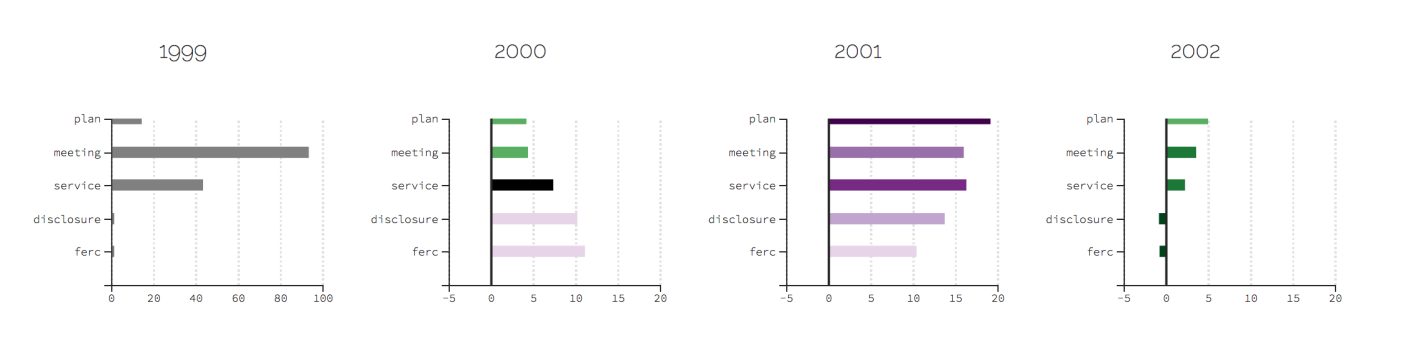 1999
plan
meeting
service
disclosure
ferc
0 20 40 60 80 100
2000
plan
meeting
service
disclosure
ferc
−5 0 5 10 15 20
2001
plan
meeting
service
disclosure
ferc
−5 0 5 10 15 20
2002
plan
meeting
service
disclosure
ferc
−5 0 5 10 15 20